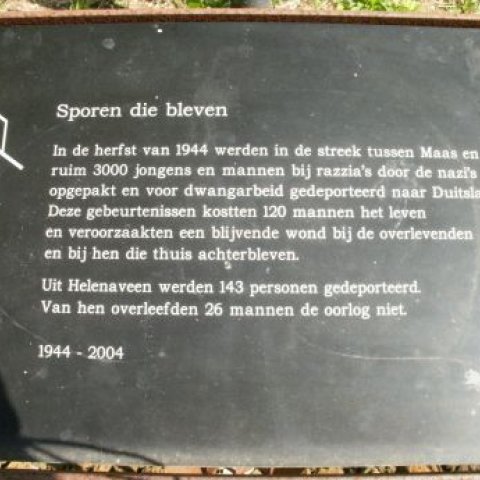 Sporen die bleven
In de herfst van 1944 werden in de streek tussen Maas en
ruim 3000 jongens en mannen bij razzia's door de nazi's
opgepakt en voor dwangarbeid gedeporteerd naar
Deze gebeurtenissen kostten 120 mannen het leven
en veroorzaakten een blijvende wond bij de overlevenden
en bij hen die thuis achterbleven.
Uit Helenaveen werden 143 personen gedeporteerd.
Van hen overleefden 26 mannen de oorlog niet.
1944 - 2004